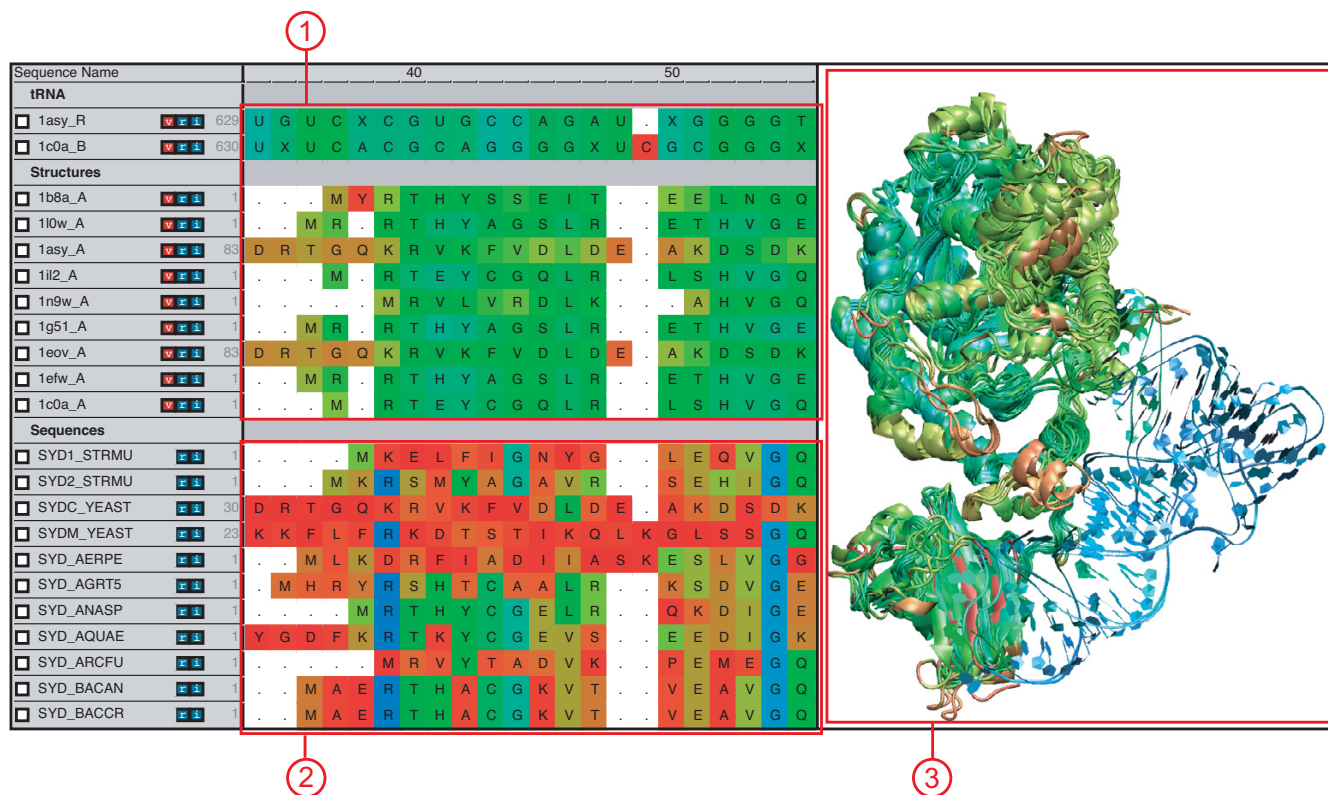 1
Sequence Name 40 50
tRNA
1asy_R v r i 629 U G U C X C G U G C C A G A U . X G G G G T
1c0a_B v r i 630 U X U C A C G C A G G G G X U C G C G G G X
Structures
1b8a_A v r i 1 . . . M Y R T H Y S S E I T . . E E L N G Q
1l0w_A v r i 1 . . M R . R T H Y A G S L R . . E T H V G E
1asy_A v r i 83 D R T G Q K R V K F V D L D E . A K D S D K
1il2_A v r i 1 . . . M . R T E Y C G Q L R . . L S H V G Q
1n9w_A v r i 1 . . . . . M R V L V R D L K . . . A H V G Q
1g51_A v r i 1 . . M R . R T H Y A G S L R . . E T H V G E
1eov_A v r i 83 D R T G Q K R V K F V D L D E . A K D S D K
1efw_A v r i 1 . . M R . R T H Y A G S L R . . E T H V G E
1c0a_A v r i 1 . . . M . R T E Y C G Q L R . . L S H V G Q
Sequences
SYD1_STRMU r i 1 . . . . M K E L F I G N Y G . . L E Q V G Q
SYD2_STRMU r i 1 . . . M K R S M Y A G A V R . . S E H I G Q
SYDC_YEAST r i 30 D R T G Q K R V K F V D L D E . A K D S D K
SYDM_YEAST r i 23 K K F L F R K D T S T I K Q L K G L S S G Q
SYD_AERPE r i 1 . . M L K D R F I A D I I A S K E S L V G G
SYD_AGRT5 r i 1 . M H R Y R S H T C A A L R . . K S D V G E
SYD_ANASP r i 1 . . . . M R T H Y C G E L R . . Q K D I G E
SYD_AQUAE r i 1 Y G D F K R T K Y C G E V S . . E E D I G K
SYD_ARCFU r i 1 . . . . . M R V Y T A D V K . . P E M E G Q
SYD_BACAN r i 1 . . M A E R T H A C G K V T . . V E A V G Q
SYD_BACCR r i 1 . . M A E R T H A C G K V T . . V E A V G Q
2 3